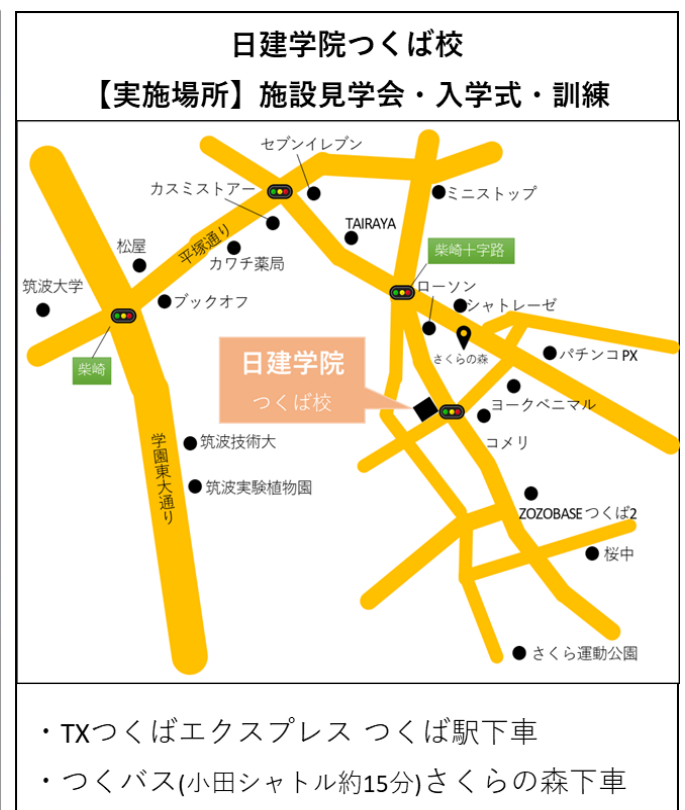 日建学院つくば校
【実施場所】施設見学会・入学式・訓練
セブンイレブン
カスミストアー
ミニストップ
TAIRAYA
平塚通り
松屋
カワチ薬局
柴崎十字路
筑波大学
ブックオフ
ローソン
シャトレーゼ
さくらの森
パチンコPX
柴崎
日建学院
つくば校
ヨークベニマル
コメリ
学園東大通り
筑波技術大
筑波実験植物園
ZOZOBASEつくば2
桜中
さくら運動公園
・TXつくばエクスプレス つくば駅下車
・つくバス(小田シャトル約15分)さくらの森下車